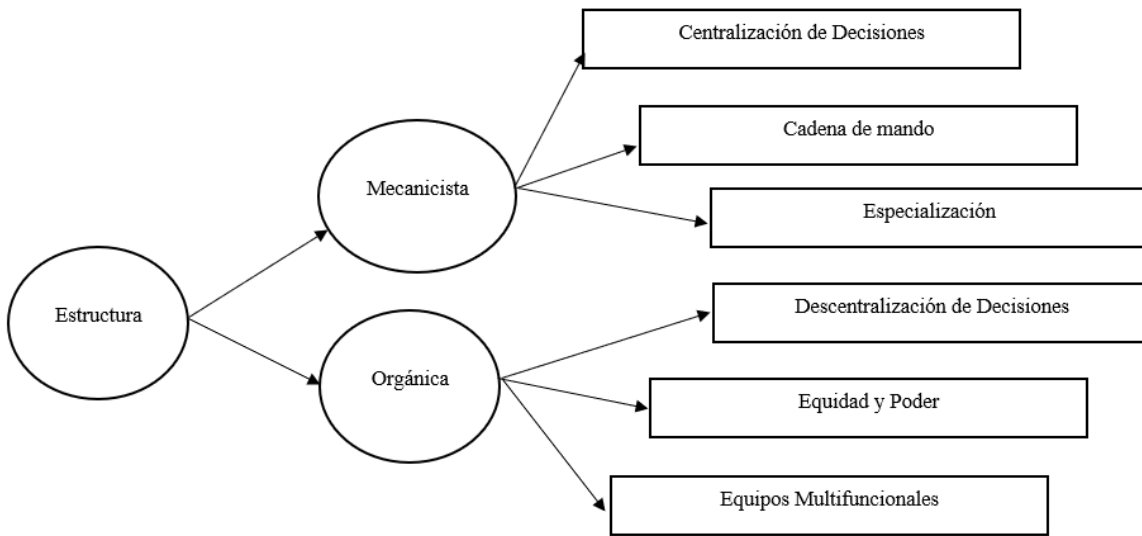 Centralización de Decisiones
Cadena de mando
Mecanicista
Especialización
Estructura
Descentralización de Decisiones
Orgánica
Equidad y Poder
Equipos Multifuncionales